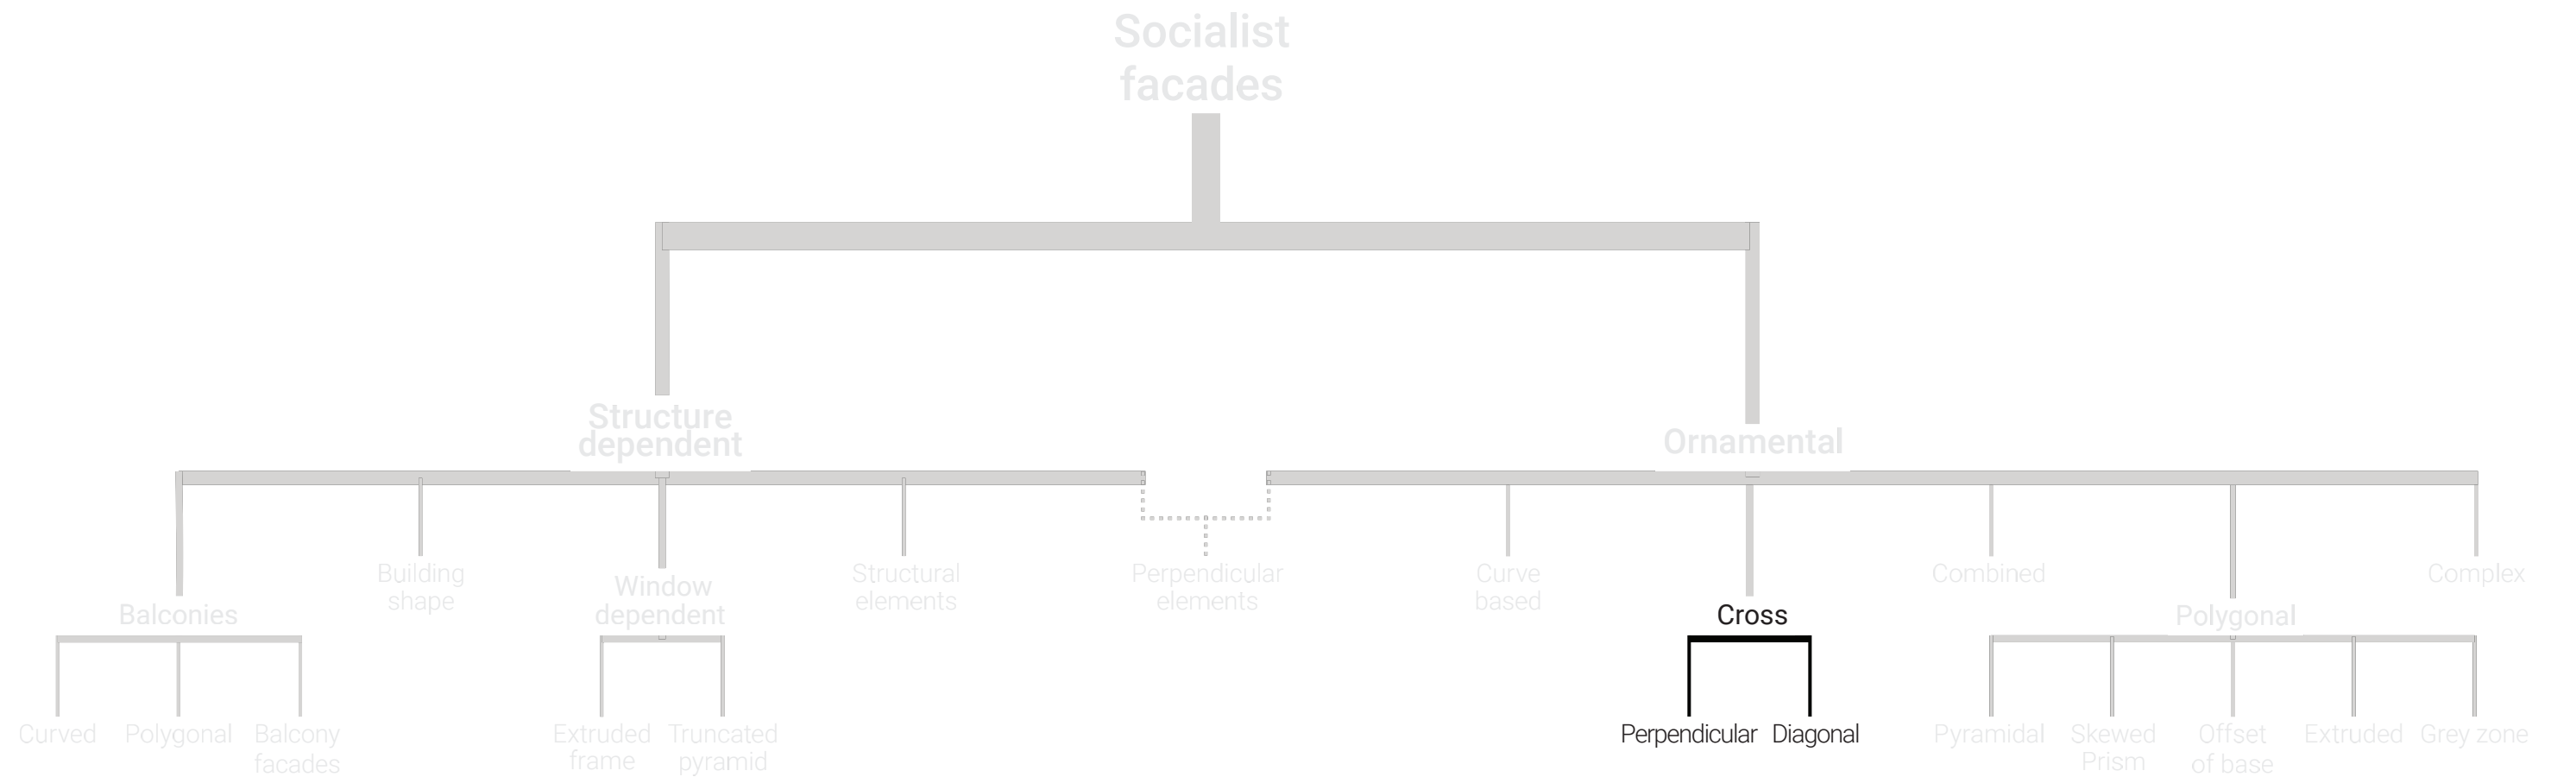 Socialist
facades
Structure
dependent
Ornamental
Building
shape
Structural
elements
Perpendicular
elements
Curve
based
Combined
Complex
Window
dependent
Balconies
Cross
Polygonal
Curved
Polygonal
Balcony
facades
Extruded
frame
Truncated
pyramid
Perpendicular
Diagonal
Pyramidal
Skewed
Prism
Offset
of base
Extruded
Grey zone